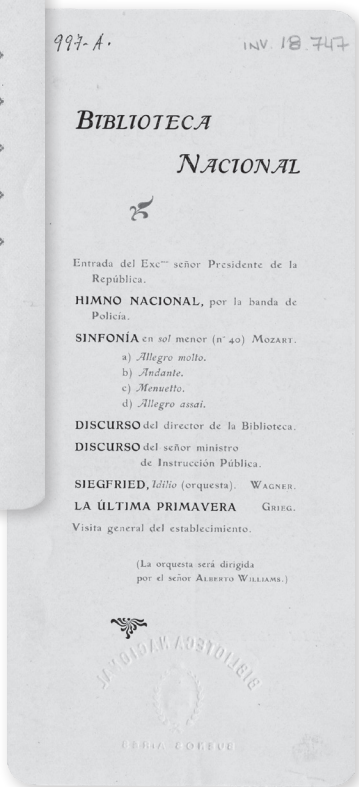 997-A.
INV. 18.747
BIBLIOTECA
NACIONAL
Entrada del Exc<sup>mo</sup> señor Presidente de la
República.
HIMNO NACIONAL, por la banda de
Policía.
SINFONÍA en sol menor (nº 40) MOZART.
a) Allegro molto.
b) Andante.
c) Menuetto.
d) Allegro assai.
DISCURSO del director de la Biblioteca.
DISCURSO del señor ministro
de Instrucción Pública.
SIEGFRIED, Idilio (orquesta). WAGNER.
LA ÚLTIMA PRIMAVERA GRIEG.
Visita general del establecimiento.
(La orquesta será dirigida
por el señor ALBERTO WILLIAMS.)
BIBLIOTECA NACIONAL